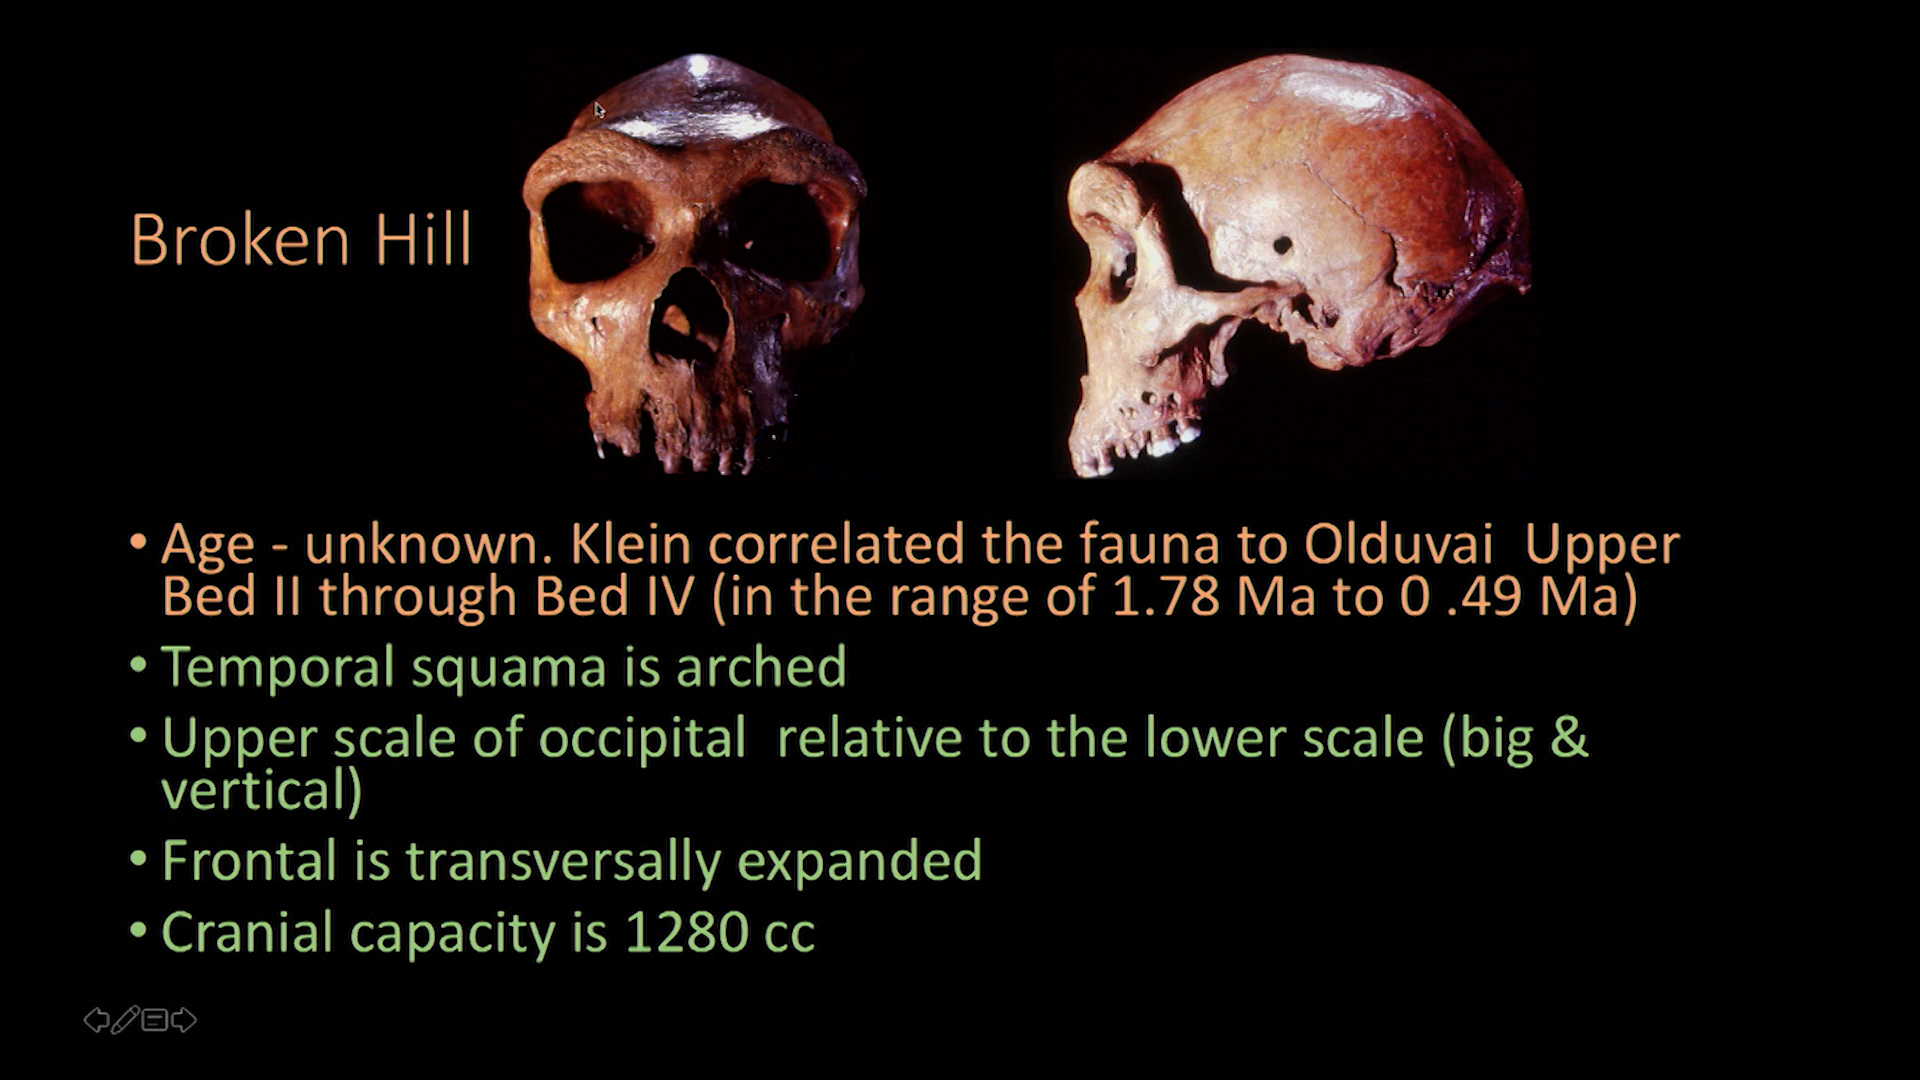 Broken Hill
• Age - unknown. Klein correlated the fauna to Olduvai  Upper
Bed II through Bed IV (in the range of 1.78 Ma to 0 .49 Ma)
• Temporal squama is arched
• Upper scale of occipital  relative to the lower scale (big &
vertical)
• Frontal is transversally expanded
• Cranial capacity is 1280 cc